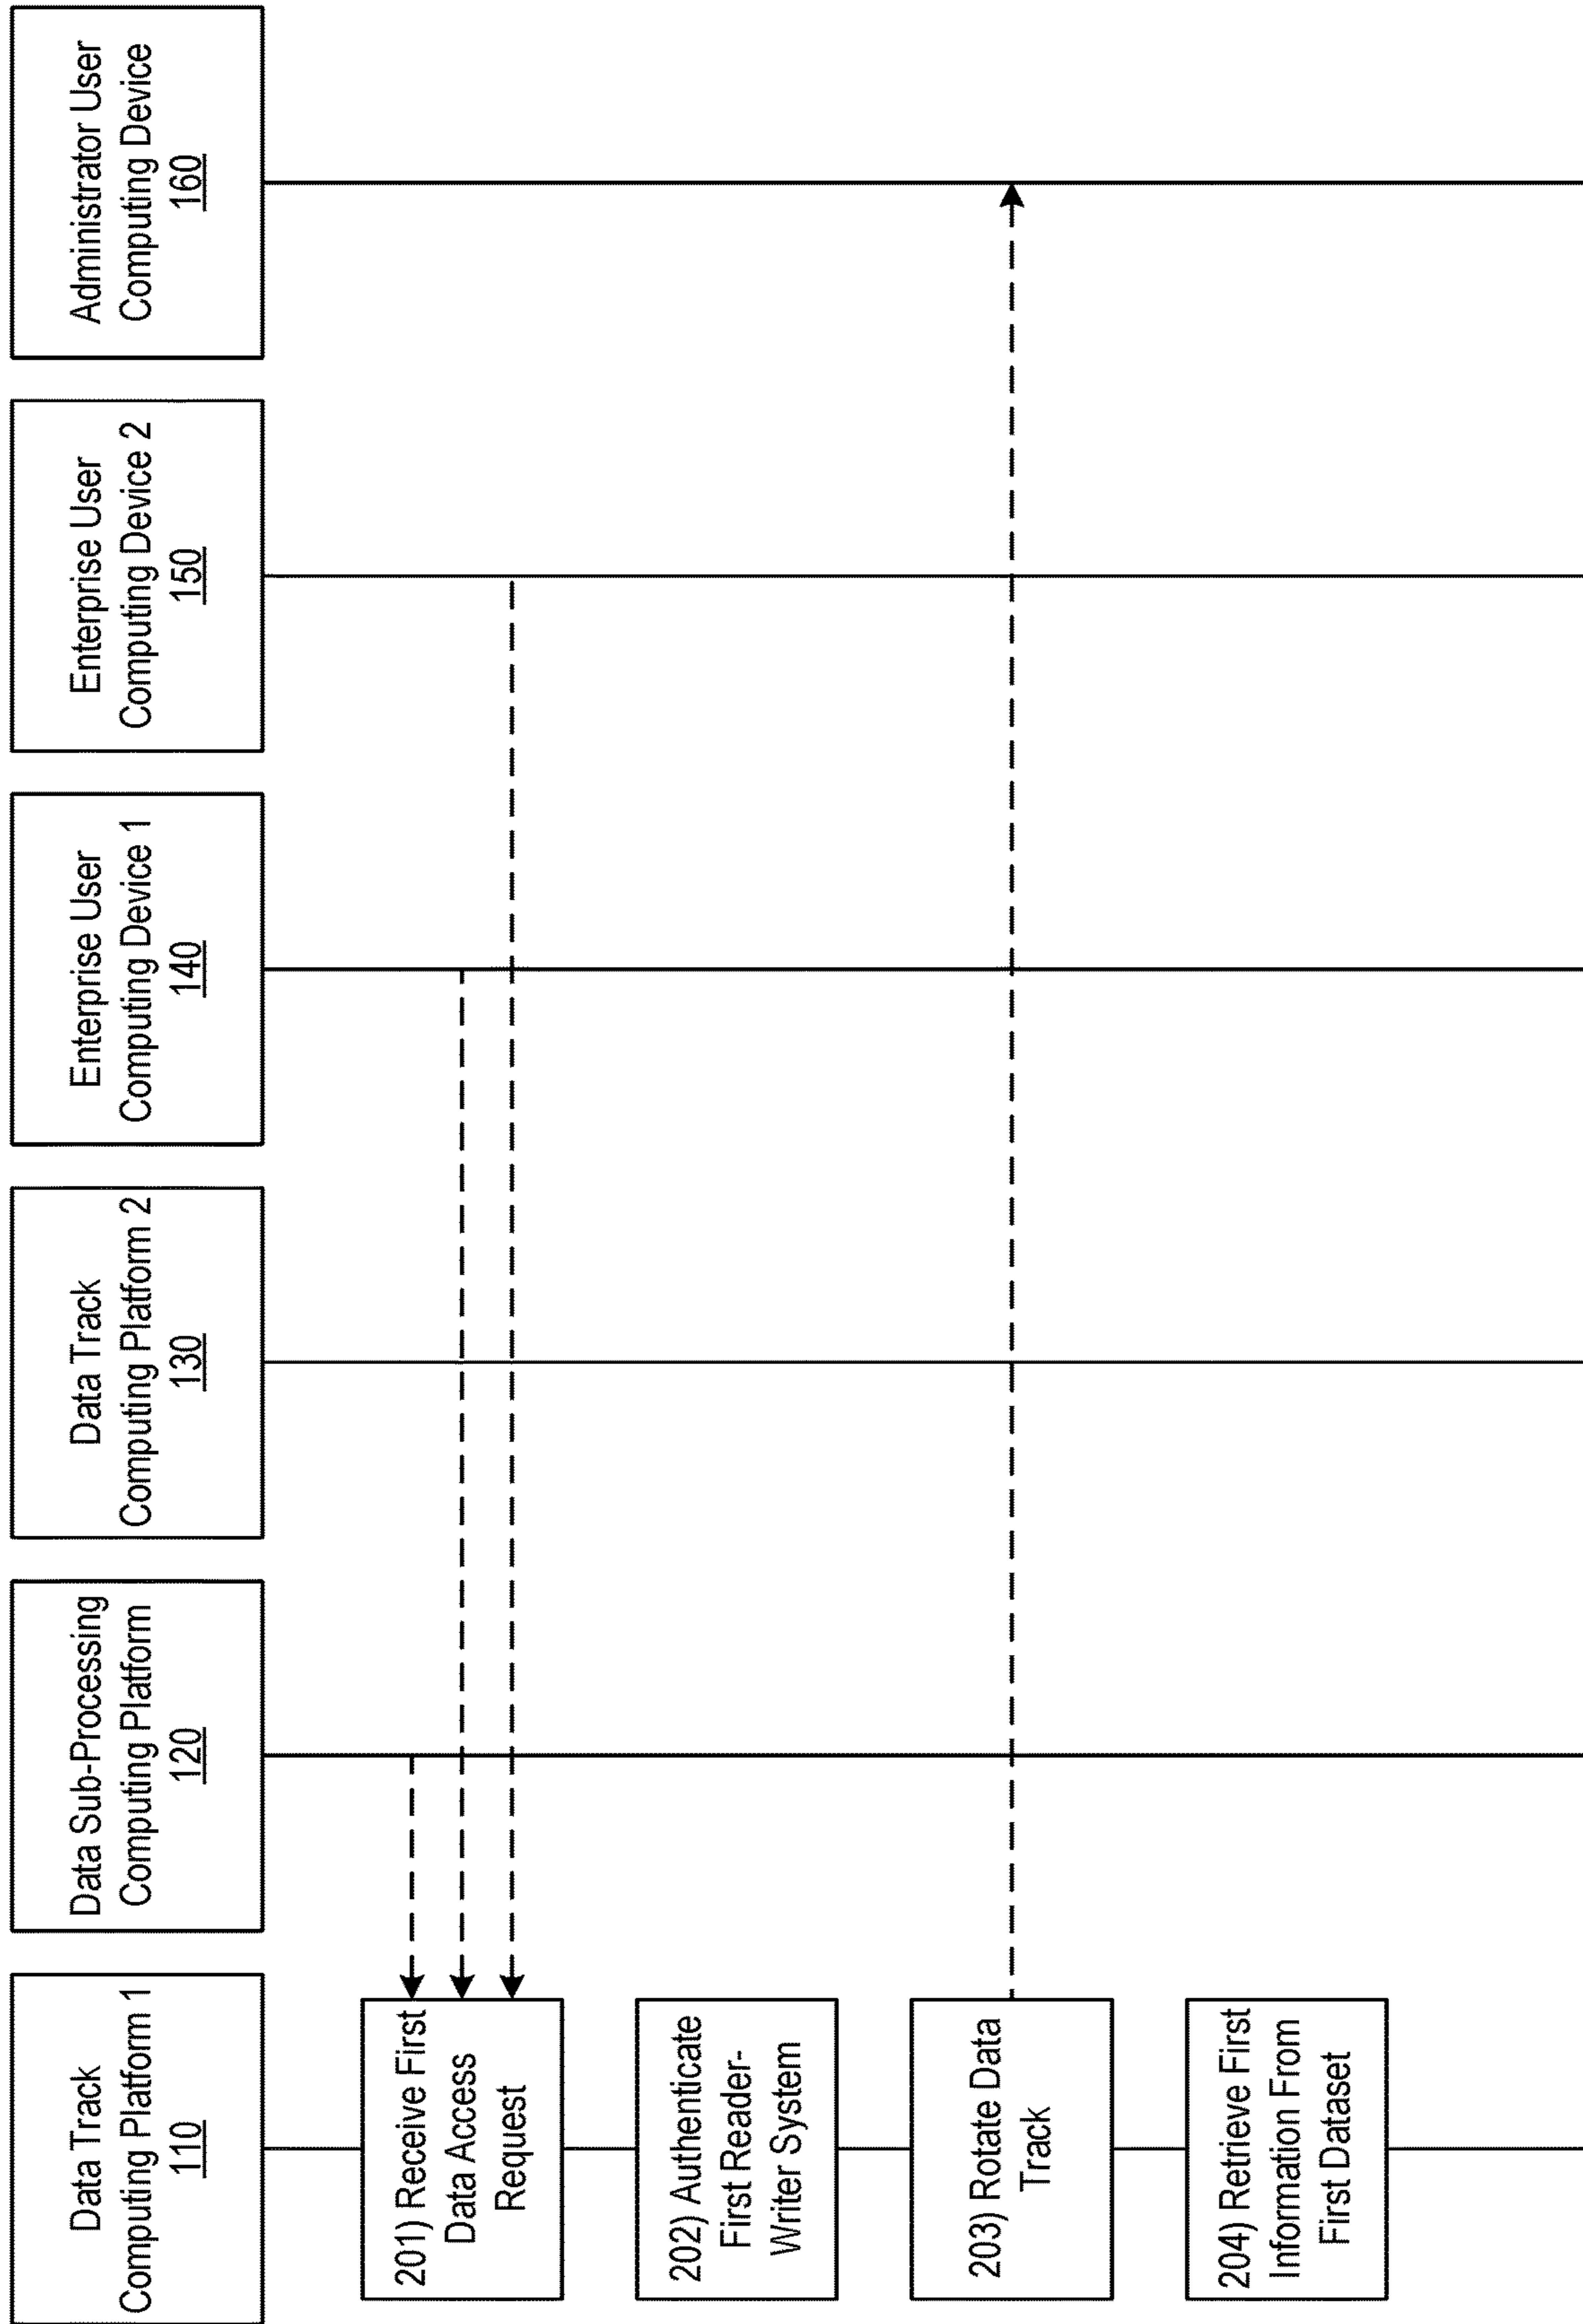 Data Track
Computing Platform 1
110
Data Sub-Processing
Computing Platform
120
Data Track
Computing Platform 2
130
Enterprise User
Computing Device 1
140
Enterprise User
Computing Device 2
150
Administrator User
Computing Device
160
201) Receive First
Data Access
Request
202) Authenticate
First Reader-
Writer System
203) Rotate Data
Track
204) Retrieve First
Information From
First Dataset